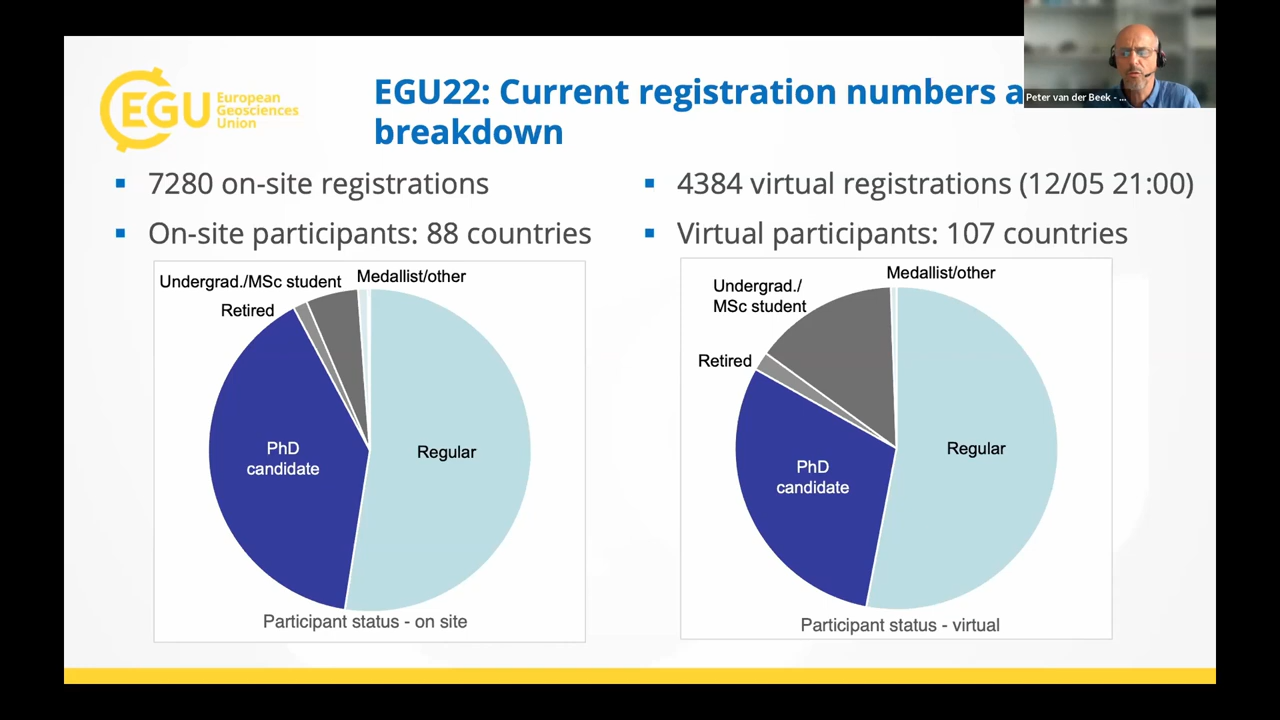 EGU European
Geosciences
Union
EGU22: Current registration numbers a
breakdown
Peter van der Beek - ...
▪ 7280 on-site registrations
▪ On-site participants: 88 countries
▪ 4384 virtual registrations (12/05 21:00)
▪ Virtual participants: 107 countries
Undergrad./MSc student
Medallist/other
Retired
PhD
candidate
Regular
Participant status - on site
Medallist/other
Undergrad./
MSc student
Retired
PhD
candidate
Regular
Participant status - virtual